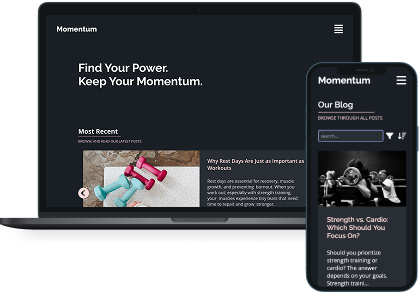 Momentum
Find Your Power.
Keep Your Momentum.
Most Recent
BROWSE AND READ OUR LATEST POSTS
Why Rest Days Are Just as Important as
Workouts
Rest days are essential for recovery, muscle
growth, and preventing burnout. When you
work out, especially with strength training,
your muscles experience tiny tears that need
time to repair and grow stronger.
Momentum
Our Blog
BROWSE THROUGH ALL POSTS
search...
Strength vs. Cardio:
Which Should You
Focus On?
Should you prioritize
strength training or
cardio? The answer
depends on your goals.
Strength traini...